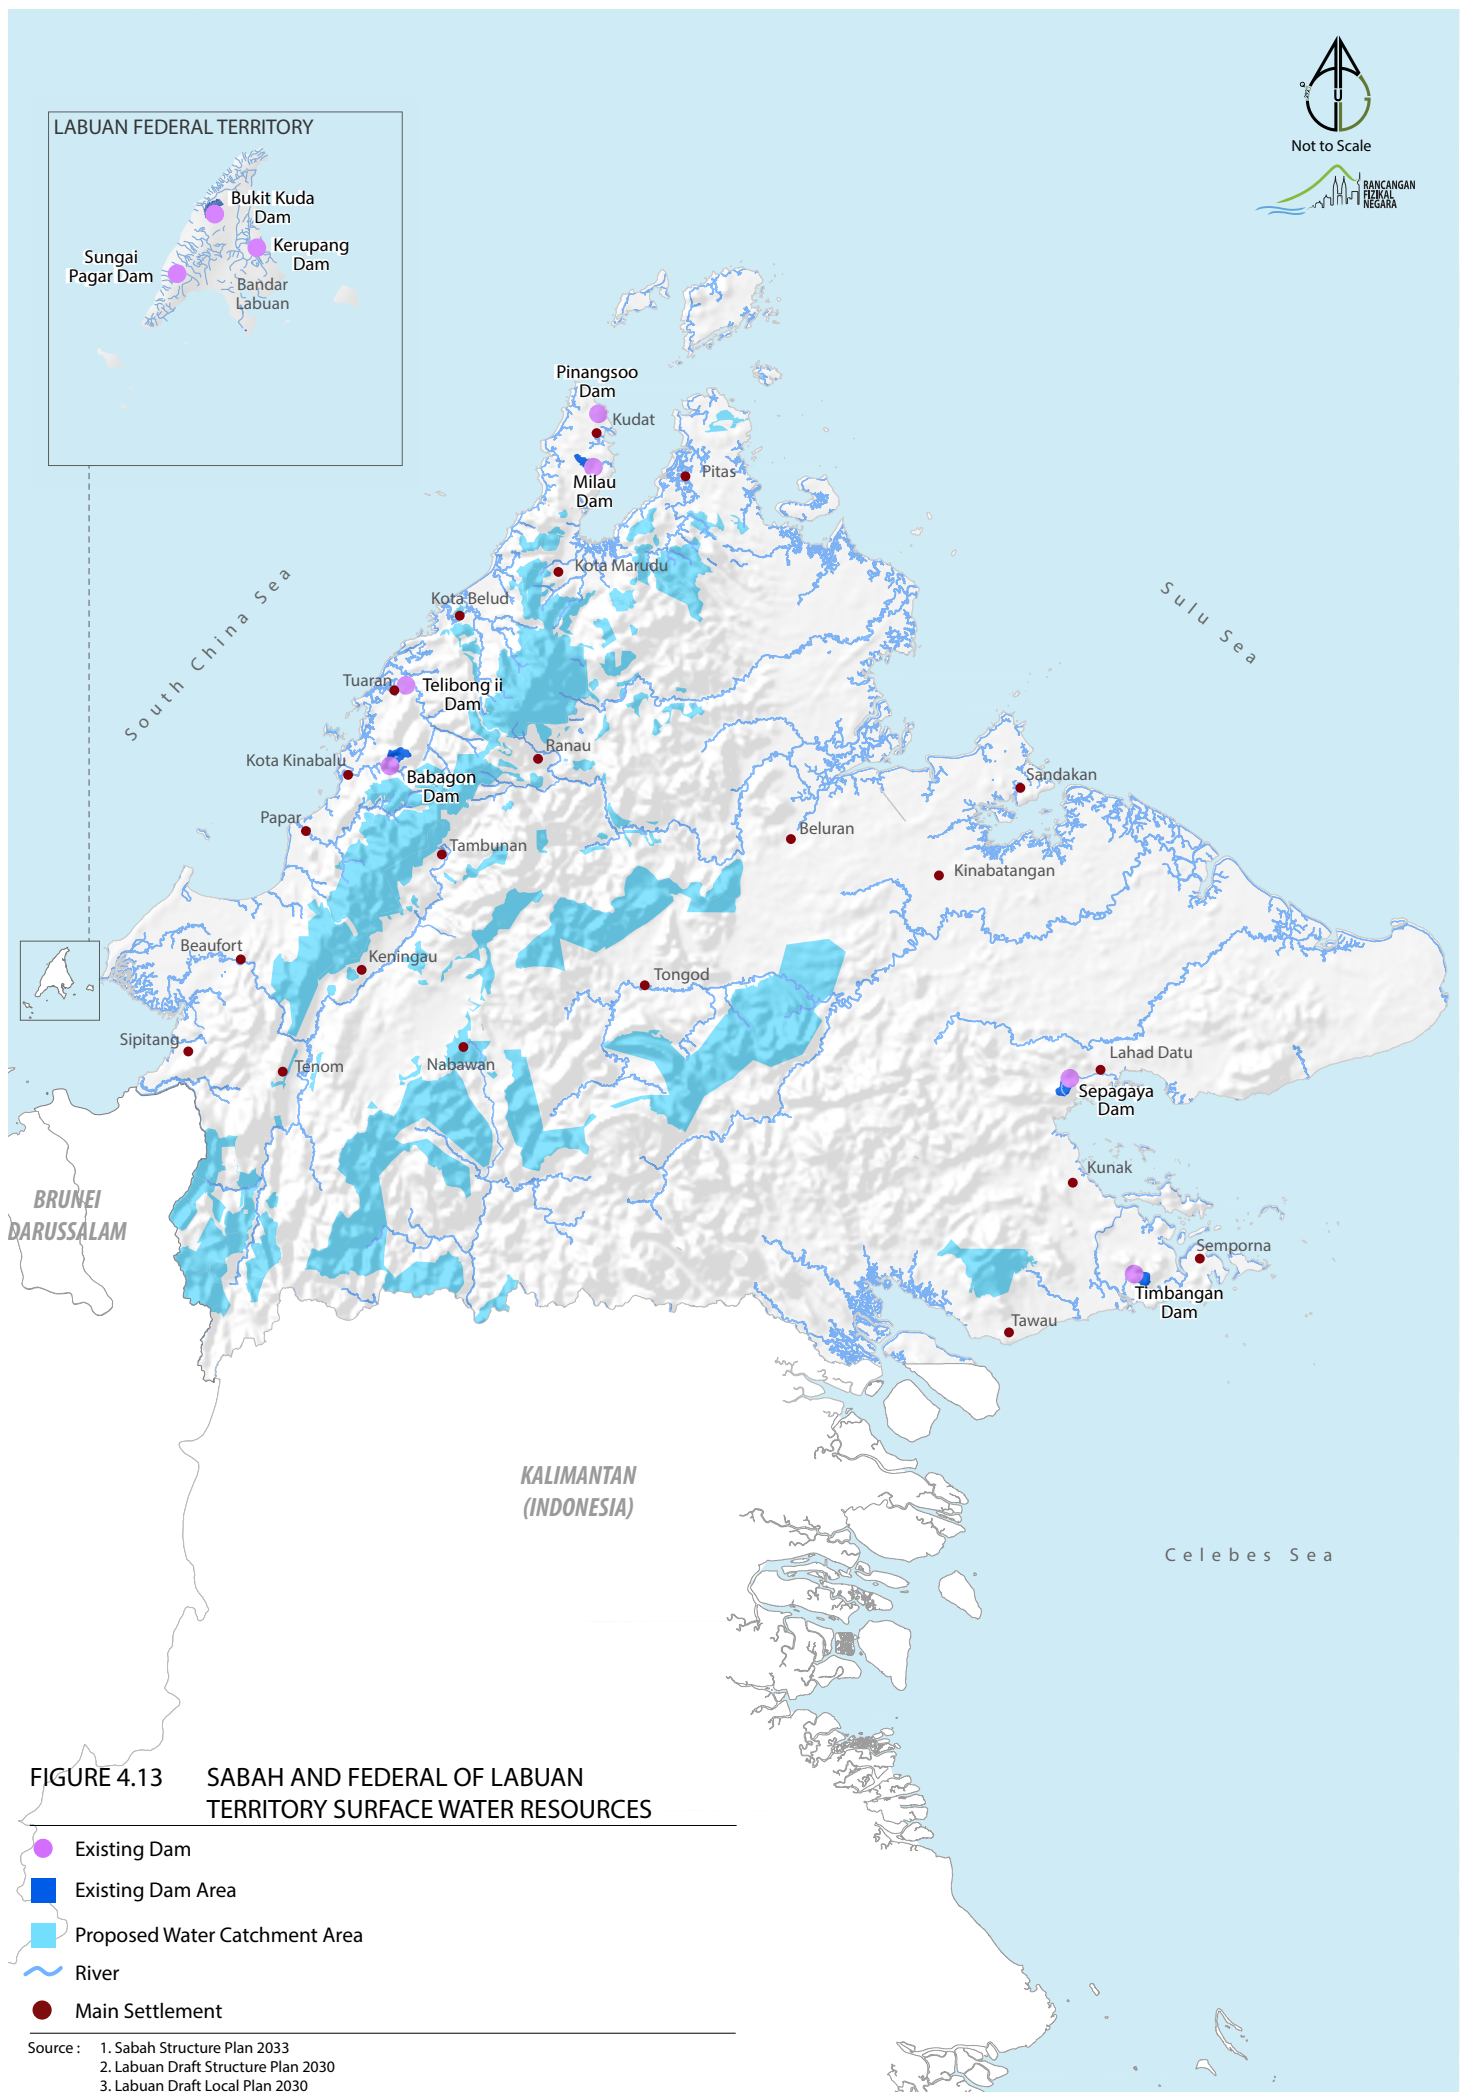 Not to Scale
RANCANGAN
FIZIKAL
NEGARA
LABUAN FEDERAL TERRITORY
Bukit Kuda
Dam
Kerupang
Dam
Sungai
Pagar Dam
Bandar
Labuan
Pinangsoo
Dam
Kudat
Milau
Dam
Pitas
Kota Marudu
Kota Belud
South China Sea
Sulu Sea
Tuaran
Telibong ii
Dam
Ranau
Kota Kinabalu
Babagon
Dam
Sandakan
Papar
Beluran
Tambunan
Kinabatangan
Beaufort
Keningau
Tongod
Sipitang
Tenom
Nabawan
Lahad Datu
Sepagaya
Dam
Kunak
BRUNEI
DARUSSALAM
Semporna
Timbangan
Dam
Tawau
KALIMANTAN
(INDONESIA)
Celebes Sea
FIGURE 4.13 SABAH AND FEDERAL OF LABUAN
TERRITORY SURFACE WATER RESOURCES
Existing Dam
Existing Dam Area
Proposed Water Catchment Area
River
Main Settlement
Source : 1. Sabah Structure Plan 2033
2. Labuan Draft Structure Plan 2030
3. Labuan Draft Local Plan 2030